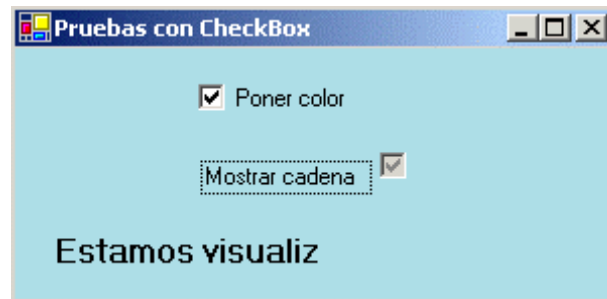 Pruebas con CheckBox
Poner color
Mostrar cadena
Estamos visualiz